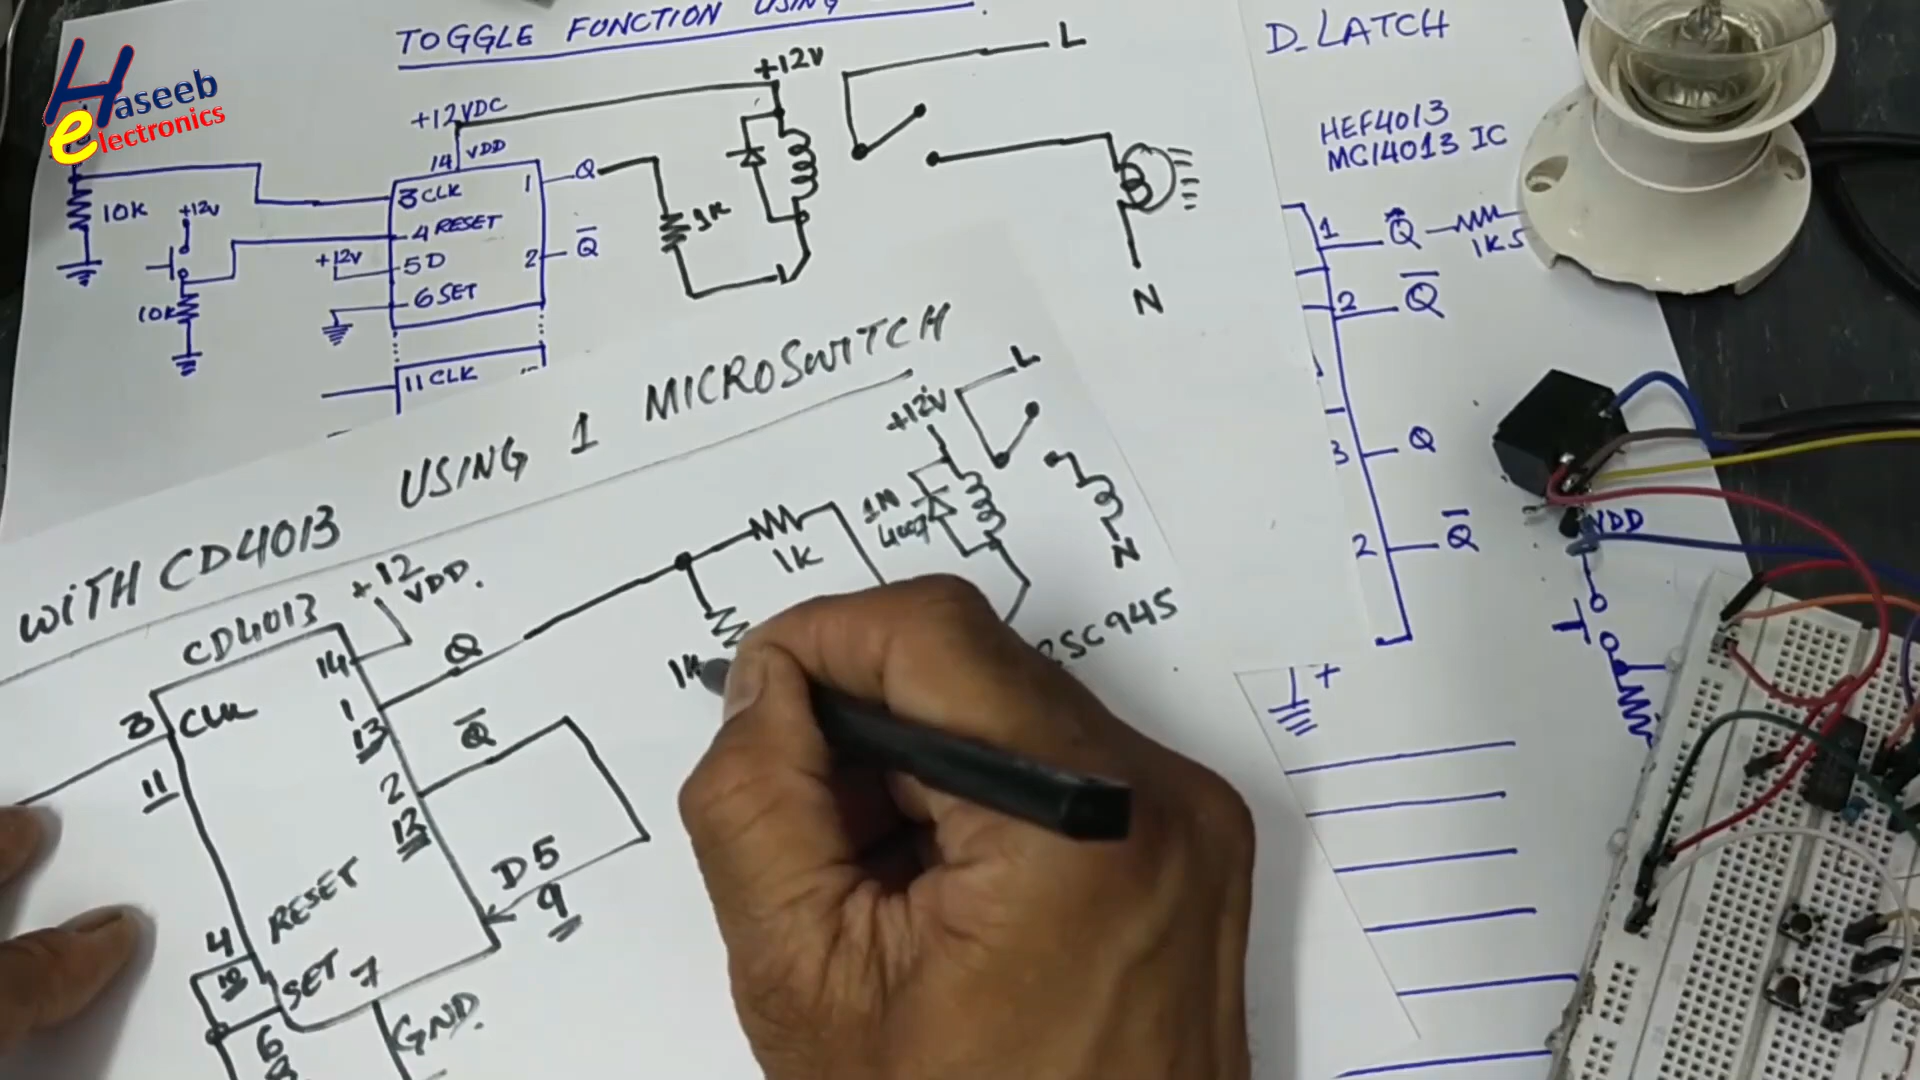 Haseeb
electronics
TOGGLE FUNCTION USING
+12V
L
+12VDC
14 VDD
10K
+12V
3 CLK
1
Q
1K
4 RESET
+12V
5 D
2
Q̅
10K
6 SET
N
11 CLK
D_LATCH
HEF4013
MC14013 IC
1
Q
1K5
2
Q̅
3
Q
2
Q̅
VDD
+
WITH CD4013 USING 1 MICROSWITCH
L
+12V
1N
4007
N
1K
2SC945
+12
VDD.
CD4013
14
Q
1K
3
CLK
1
13
11
Q̅
2
12
D5
9
RESET
4
10
SET
7
GND.
6
8